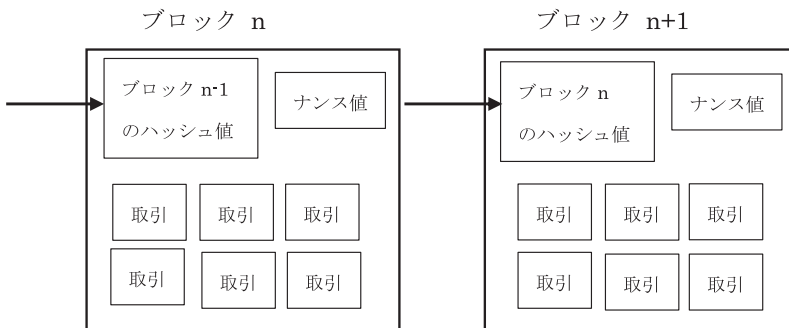 ブロック n
ブロック n+1
ブロック n-1
のハッシュ値
ナンス値
取引 取引 取引
取引 取引 取引
ブロック n
のハッシュ値
ナンス値
取引 取引 取引
取引 取引 取引